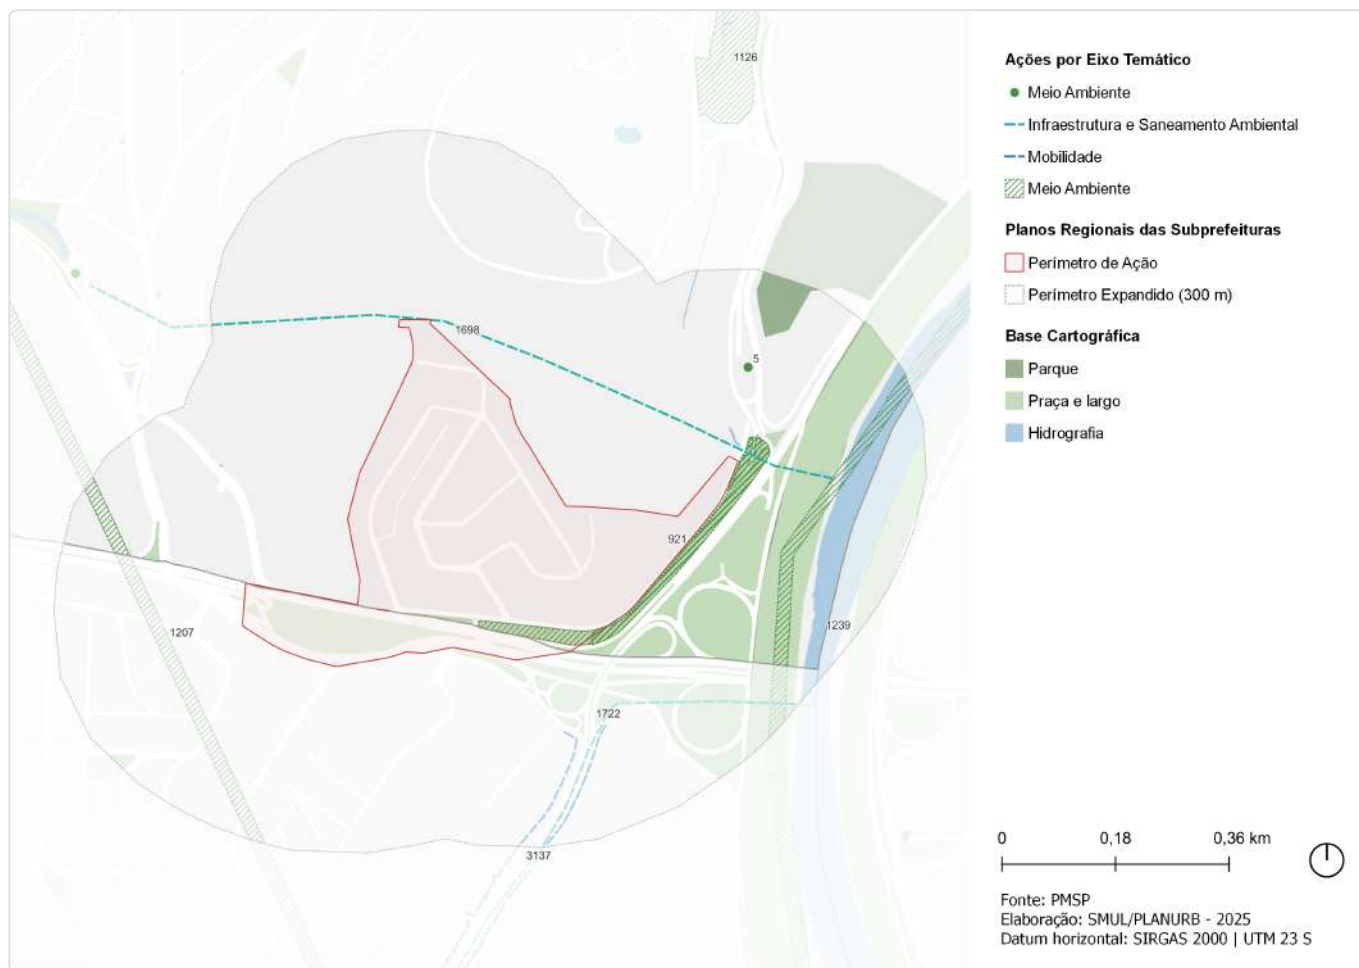 1126
1698
5
921
1207
1239
1722
3137
Ações por Eixo Temático
Meio Ambiente
Infraestrutura e Saneamento Ambiental
Mobilidade
Meio Ambiente
Planos Regionais das Subprefeituras
Perímetro de Ação
Perímetro Expandido (300 m)
Base Cartográfica
Parque
Praça e largo
Hidrografia
0 0,18 0,36 km
Fonte: PMSP
Elaboração: SMUL/PLANURB - 2025
Datum horizontal: SIRGAS 2000 | UTM 23 S